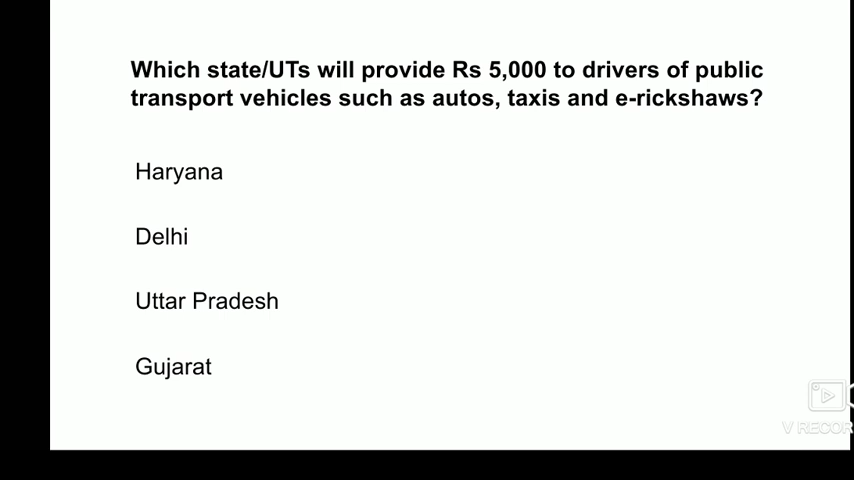 Which state/UTs will provide Rs 5,000 to drivers of public
transport vehicles such as autos, taxis and e-rickshaws?
Haryana
Delhi
Uttar Pradesh
Gujarat
V RECOR